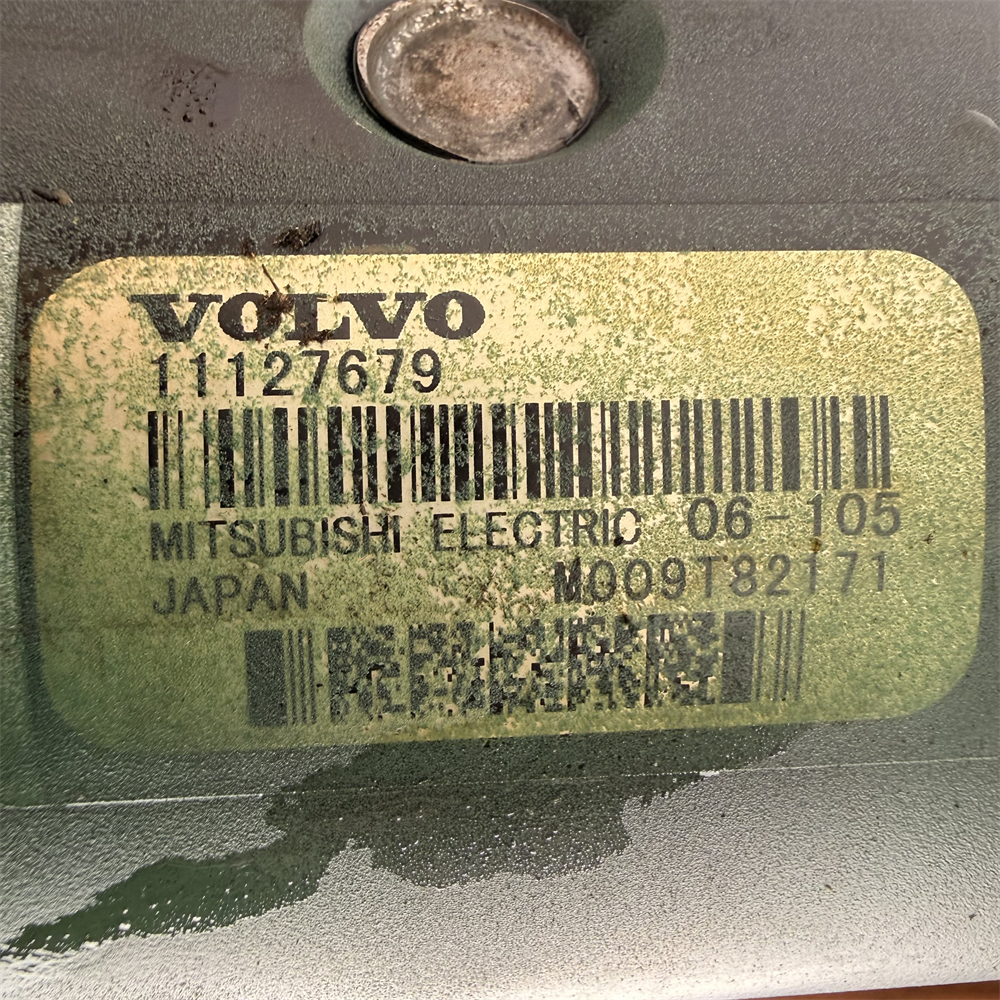 VOLVO
11127679
MITSUBISHI ELECTRIC 06-105
JAPAN M009T82171